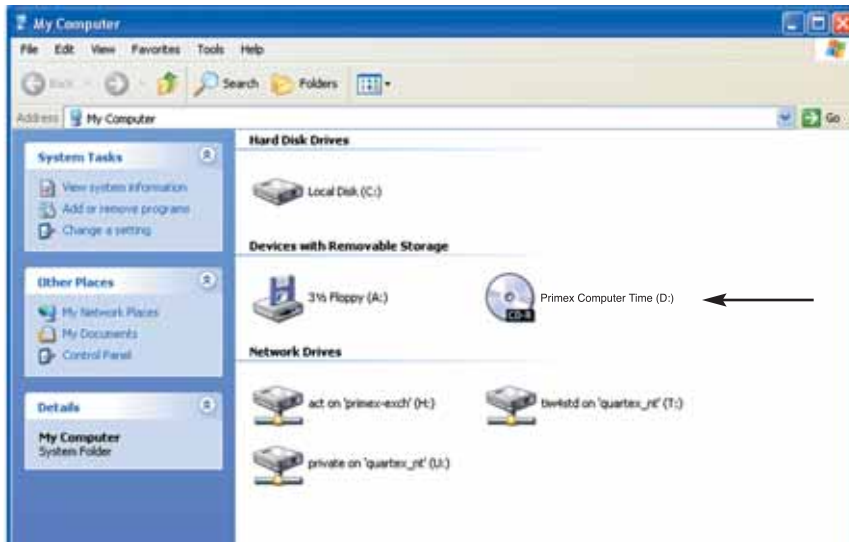 My Computer
File Edit View Favorites Tools Help
Back Search Folders
Address My Computer Go
System Tasks
View system information
Add or remove programs
Change a setting
Other Places
My Network Places
My Documents
Control Panel
Details
My Computer
System Folder
Hard Disk Drives
Local Disk (C:)
Devices with Removable Storage
3½ Floppy (A:)
CD-R
Primex Computer Time (D:)
Network Drives
act on 'primex-exch' (H:)
on 'quartex_nt' (T:)
private on 'quartex_nt' (U:)